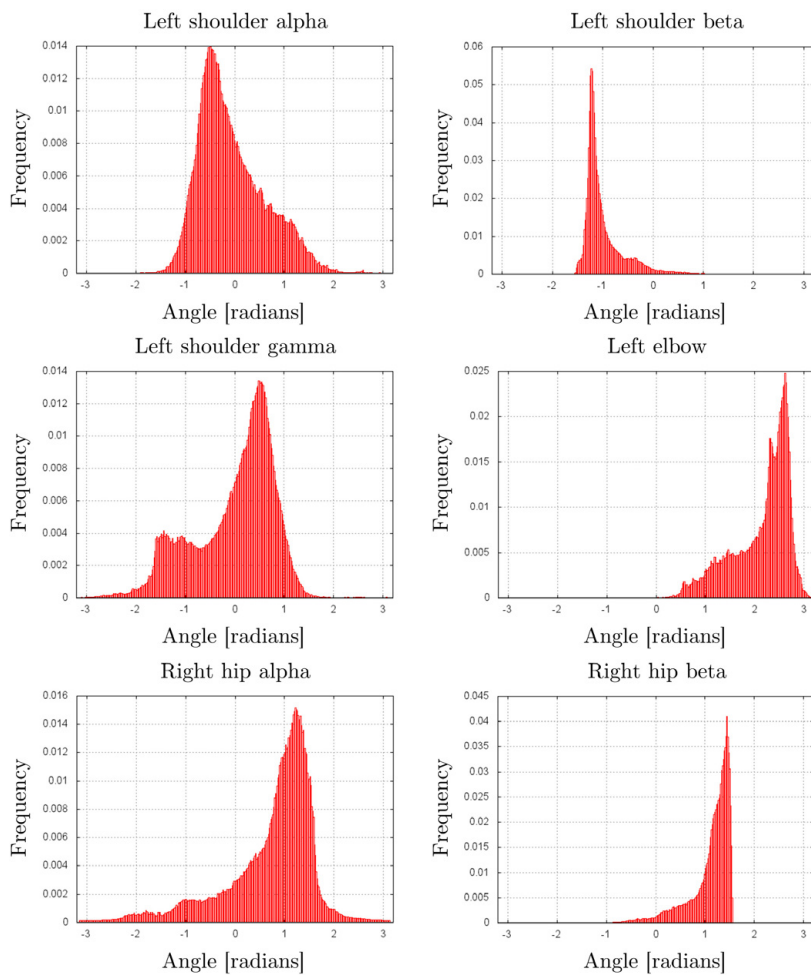 Left shoulder alpha
Frequency
0.014
0.012
0.01
0.008
0.006
0.004
0.002
0
-3 -2 -1 0 1 2 3
Angle [radians]
Left shoulder beta
Frequency
0.06
0.05
0.04
0.03
0.02
0.01
0
-3 -2 -1 0 1 2 3
Angle [radians]
Left shoulder gamma
Frequency
0.014
0.012
0.01
0.008
0.006
0.004
0.002
0
-3 -2 -1 0 1 2 3
Angle [radians]
Left elbow
Frequency
0.025
0.02
0.015
0.01
0.005
0
-3 -2 -1 0 1 2 3
Angle [radians]
Right hip alpha
Frequency
0.016
0.014
0.012
0.01
0.008
0.006
0.004
0.002
0
-3 -2 -1 0 1 2 3
Angle [radians]
Right hip beta
Frequency
0.045
0.04
0.035
0.03
0.025
0.02
0.015
0.01
0.005
0
-3 -2 -1 0 1 2 3
Angle [radians]